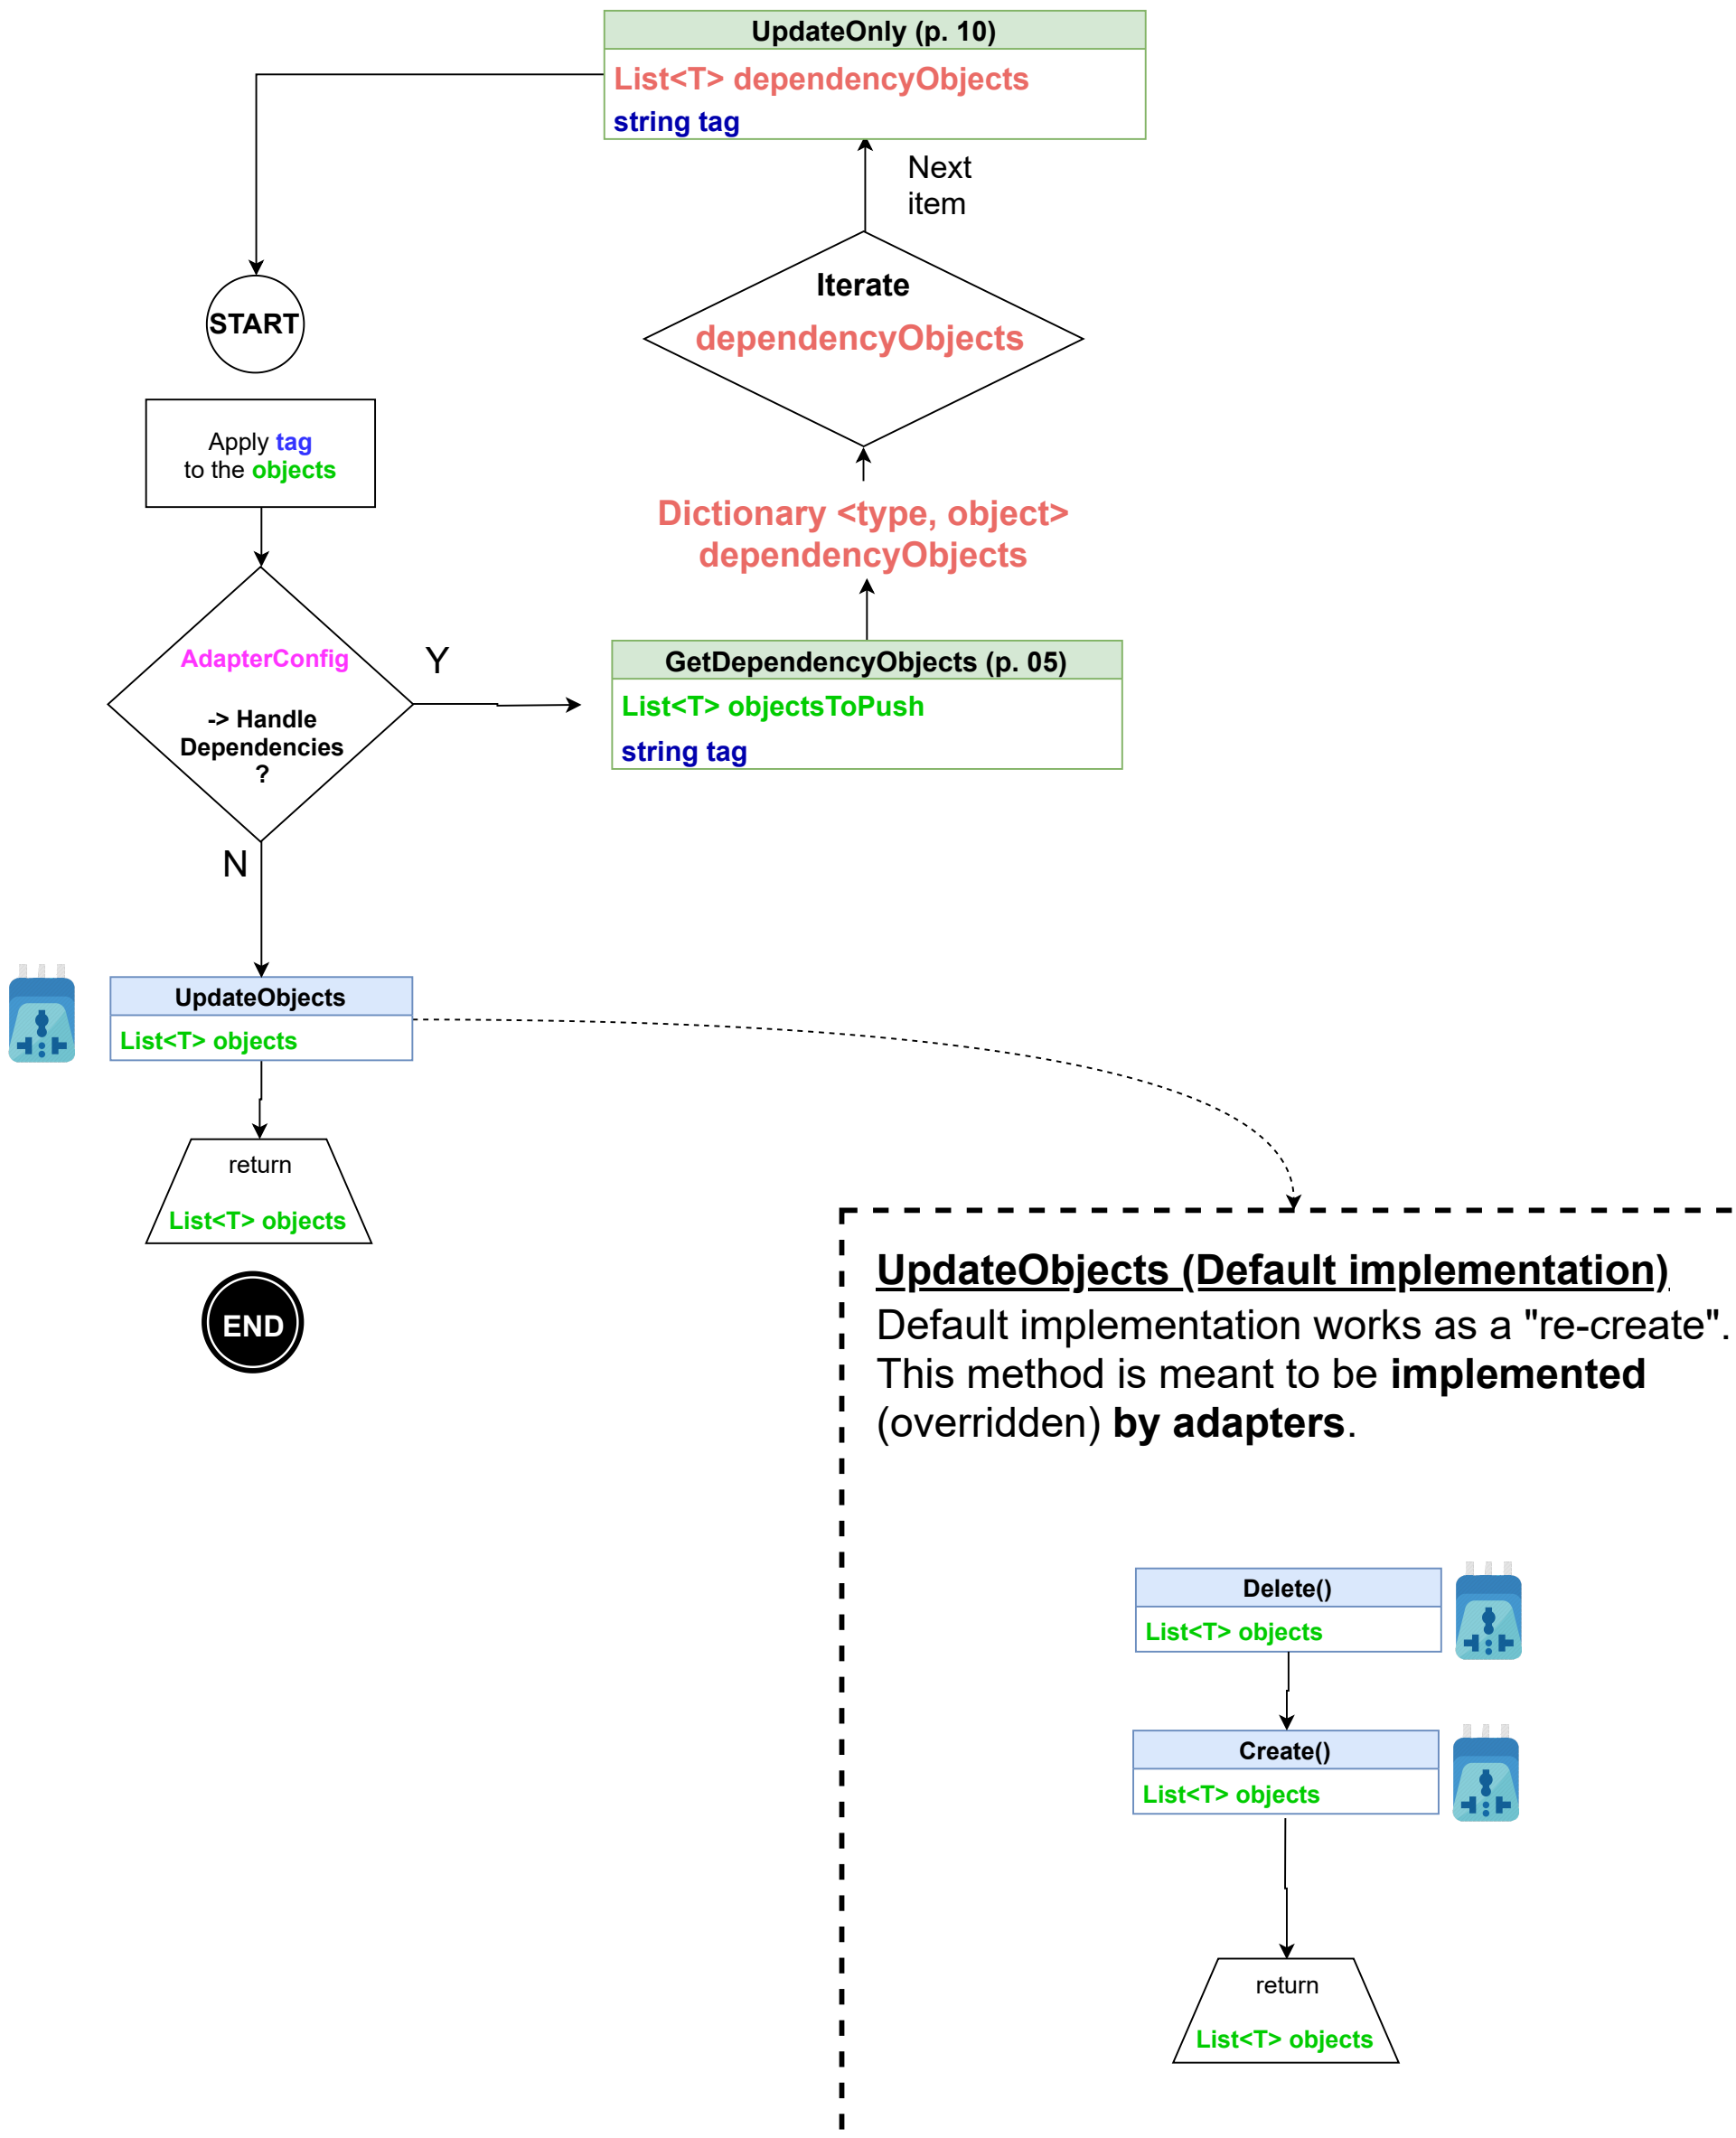 UpdateOnly (p. 10)
List<T> dependencyObjects
string tag
Next
item
Iterate
dependencyObjects
START
Apply tag
to the objects
Dictionary <type, object>
dependencyObjects
AdapterConfig
-> Handle
Dependencies
?
Y
GetDependencyObjects (p. 05)
List<T> objectsToPush
string tag
N
UpdateObjects
List<T> objects
return
List<T> objects
END
UpdateObjects (Default implementation)
Default implementation works as a "re-create".
This method is meant to be implemented
(overridden) by adapters.
Delete()
List<T> objects
Create()
List<T> objects
return
List<T> objects